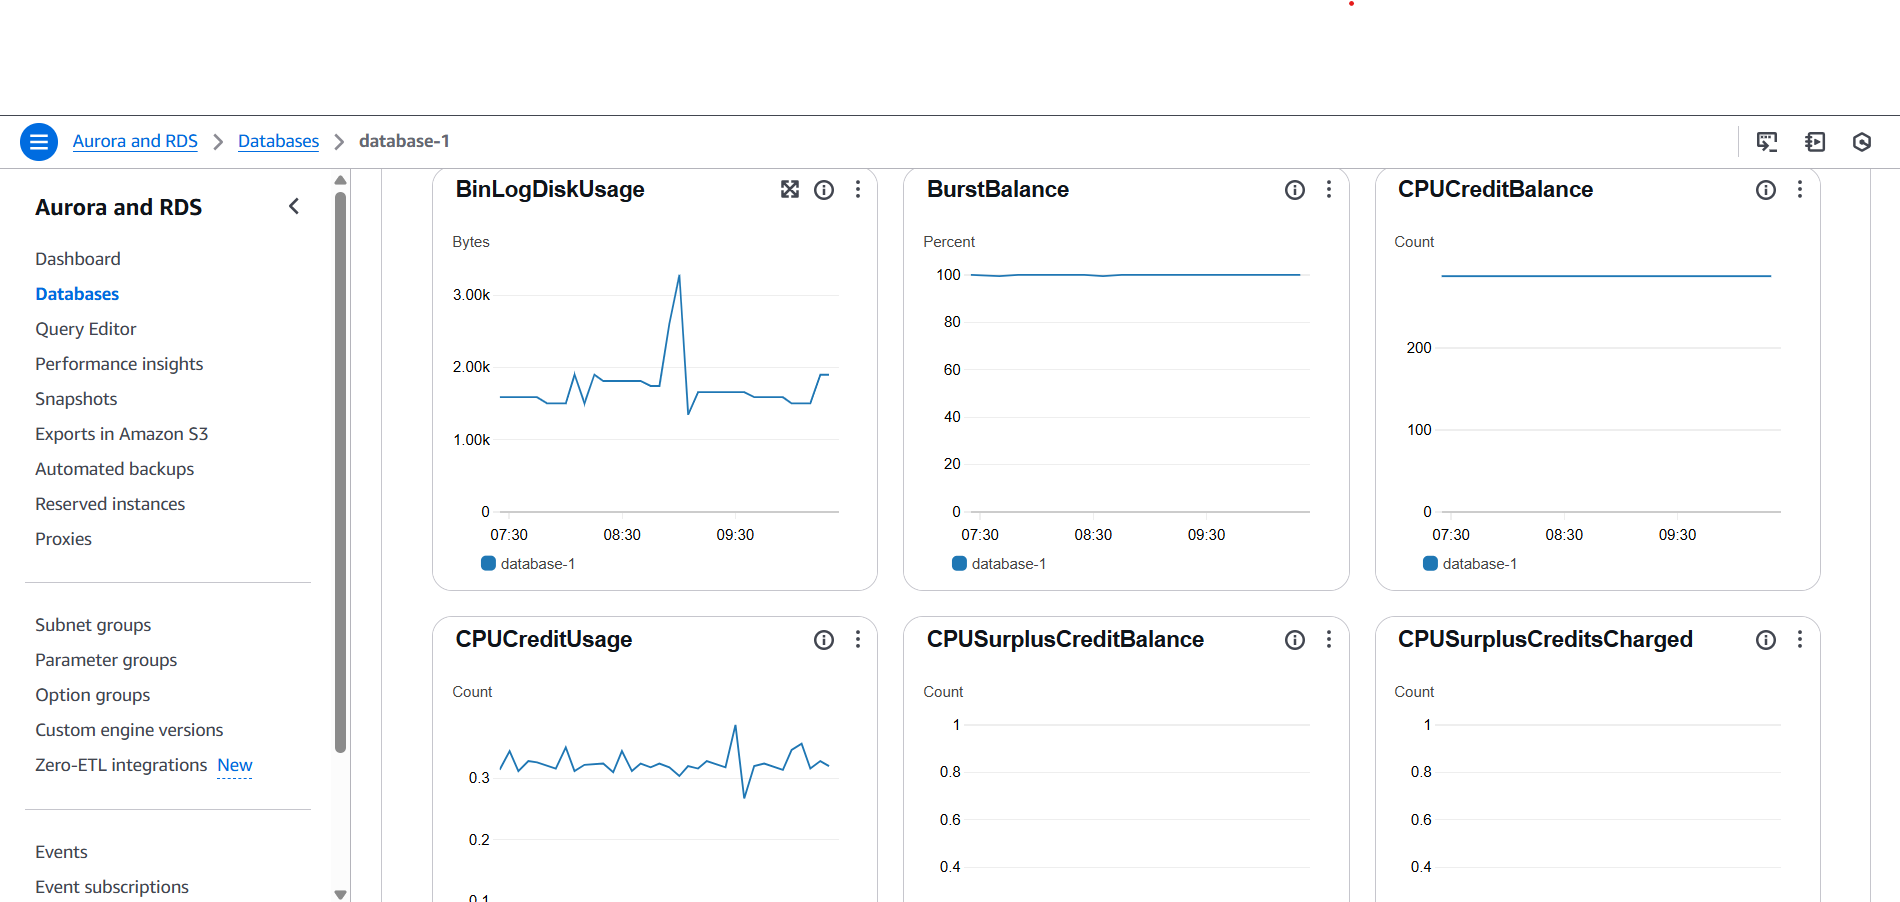 Aurora and RDS > Databases > database-1
Aurora and RDS
Dashboard
Databases
Query Editor
Performance insights
Snapshots
Exports in Amazon S3
Automated backups
Reserved instances
Proxies
Subnet groups
Parameter groups
Option groups
Custom engine versions
Zero-ETL integrations New
Events
Event subscriptions
BinLogDiskUsage
Bytes
3.00k
2.00k
1.00k
0
07:30 08:30 09:30
database-1
BurstBalance
Percent
100
80
60
40
20
0
07:30 08:30 09:30
database-1
CPUCreditBalance
Count
200
100
0
07:30 08:30 09:30
database-1
CPUCreditUsage
Count
0.3
0.2
0.1
CPUSurplusCreditBalance
Count
1
0.8
0.6
0.4
CPUSurplusCreditsCharged
Count
1
0.8
0.6
0.4